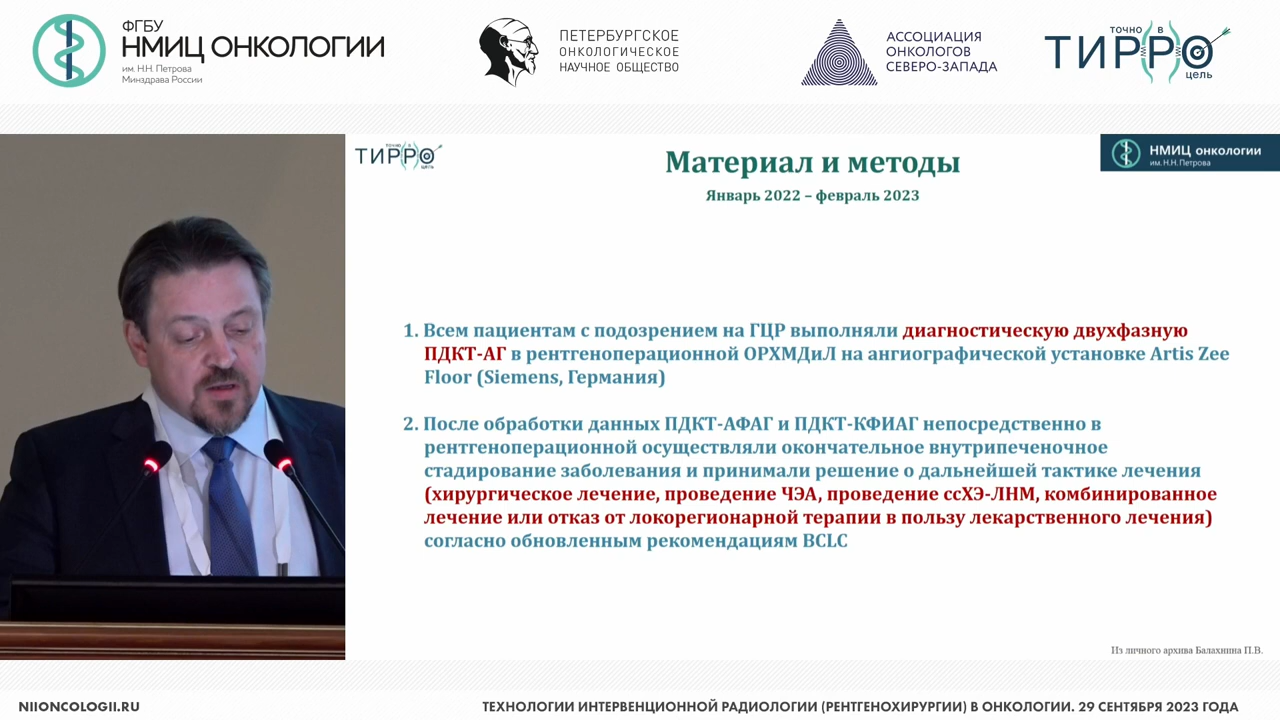 ФГБУ
НМИЦ ОНКОЛОГИИ
им. Н.Н. Петрова
Минздрава России
ПЕТЕРБУРГСКОЕ
ОНКОЛОГИЧЕСКОЕ
НАУЧНОЕ ОБЩЕСТВО
АССОЦИАЦИЯ
ОНКОЛОГОВ
СЕВЕРО-ЗАПАДА
ТОЧНО В
ТИРРО
цель
точно в
ТИРРО
цель
Материал и методы
Январь 2022 – февраль 2023
НМИЦ онкологии
им. Н.Н.Петрова
1. Всем пациентам с подозрением на ГЦР выполняли диагностическую двухфазную
ПДКТ-АГ в рентгеноперационной ОРХМДиЛ на ангиографической установке Artis Zee
Floor (Siemens, Германия)
2. После обработки данных ПДКТ-АФАГ и ПДКТ-КФИАГ непосредственно в
рентгеноперационной осуществляли окончательное внутрипеченочное
стадирование заболевания и принимали решение о дальнейшей тактике лечения
(хирургическое лечение, проведение ЧЭА, проведение ссХЭ-ЛНМ, комбинированное
лечение или отказ от локорегионарной терапии в пользу лекарственного лечения)
согласно обновленным рекомендациям BCLC
Из личного архива Балахнина П.В.
NIIONCOLOGII.RU
ТЕХНОЛОГИИ ИНТЕРВЕНЦИОННОЙ РАДИОЛОГИИ (РЕНТГЕНОХИРУРГИИ) В ОНКОЛОГИИ. 29 СЕНТЯБРЯ 2023 ГОДА